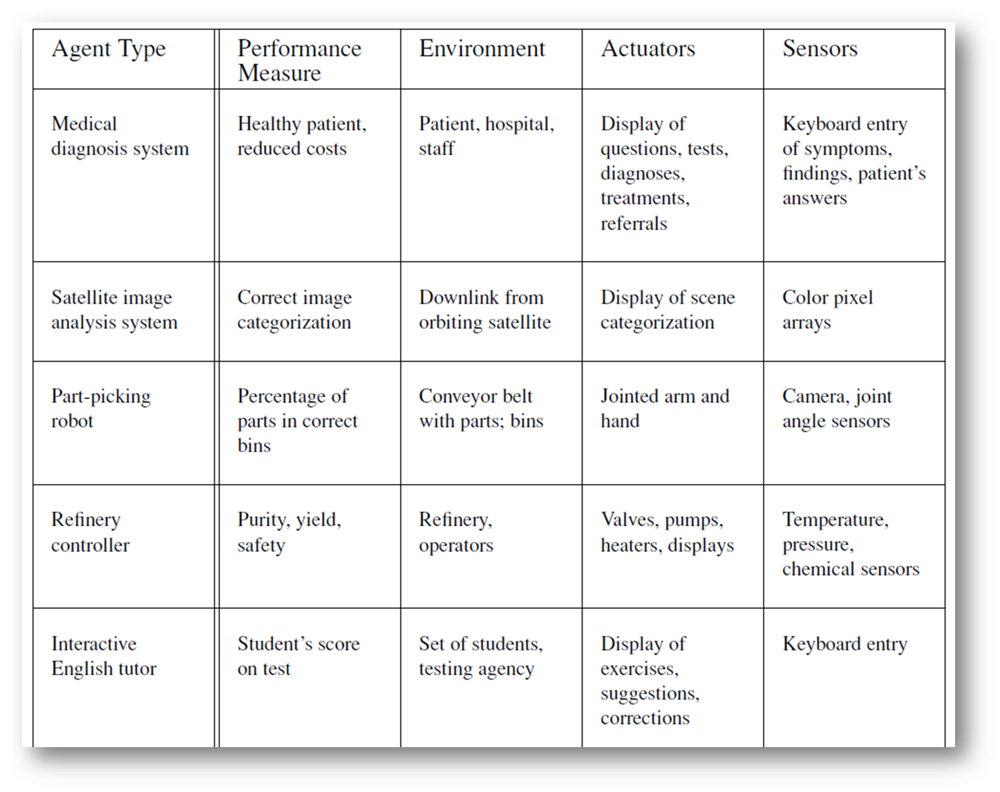 Agent Type
Performance
Measure
Environment
Actuators
Sensors
Medical
diagnosis system
Healthy patient,
reduced costs
Patient, hospital,
staff
Display of
questions, tests,
diagnoses,
treatments,
referrals
Keyboard entry
of symptoms,
findings, patient’s
answers
Satellite image
analysis system
Correct image
categorization
Downlink from
orbiting satellite
Display of scene
categorization
Color pixel
arrays
Part-picking
robot
Percentage of
parts in correct
bins
Conveyor belt
with parts; bins
Jointed arm and
hand
Camera, joint
angle sensors
Refinery
controller
Purity, yield,
safety
Refinery,
operators
Valves, pumps,
heaters, displays
Temperature,
pressure,
chemical sensors
Interactive
English tutor
Student’s score
on test
Set of students,
testing agency
Display of
exercises,
suggestions,
corrections
Keyboard entry